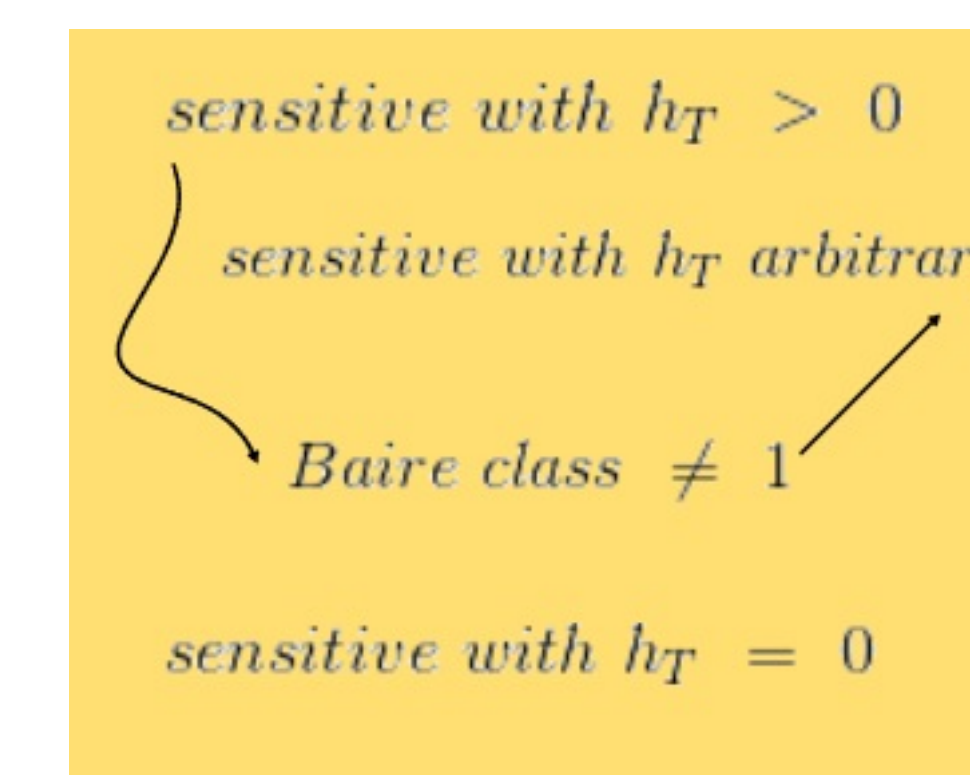 sensitive with h_T > 0
sensitive with h_T arbitrar
Baire class ≠ 1
sensitive with h_T = 0